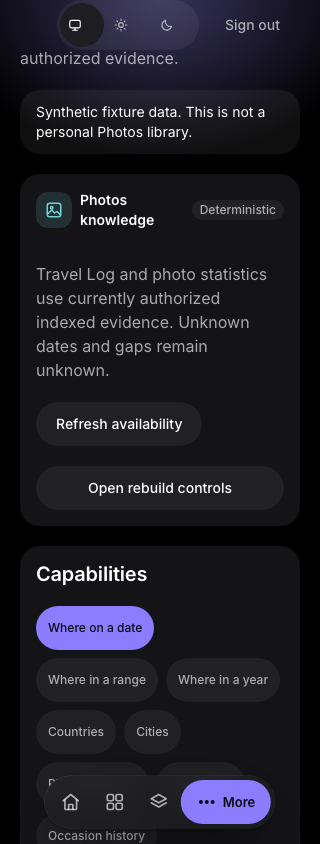 Sign out
authorized evidence.
Synthetic fixture data. This is not a
personal Photos library.
Photos
knowledge
Deterministic
Travel Log and photo statistics
use currently authorized
indexed evidence. Unknown
dates and gaps remain
unknown.
Refresh availability
Open rebuild controls
Capabilities
Where on a date
Where in a range
Where in a year
Countries
Cities
More
Occasion history